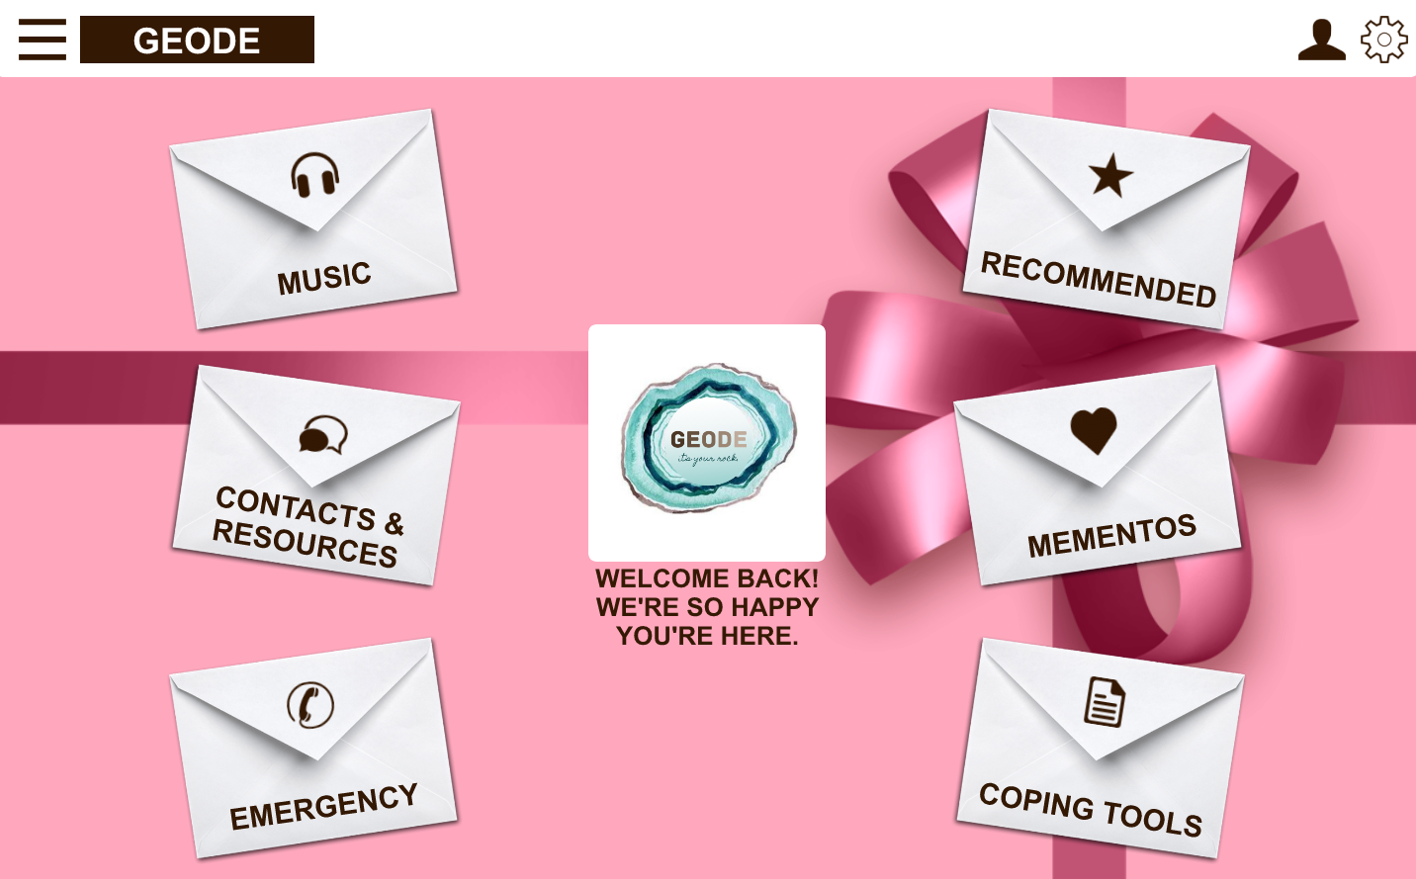 GEODE
MUSIC
RECOMMENDED
GEODE
it's your rock.
CONTACTS &
RESOURCES
MEMENTOS
WELCOME BACK!
WE'RE SO HAPPY
YOU'RE HERE.
EMERGENCY
COPING TOOLS